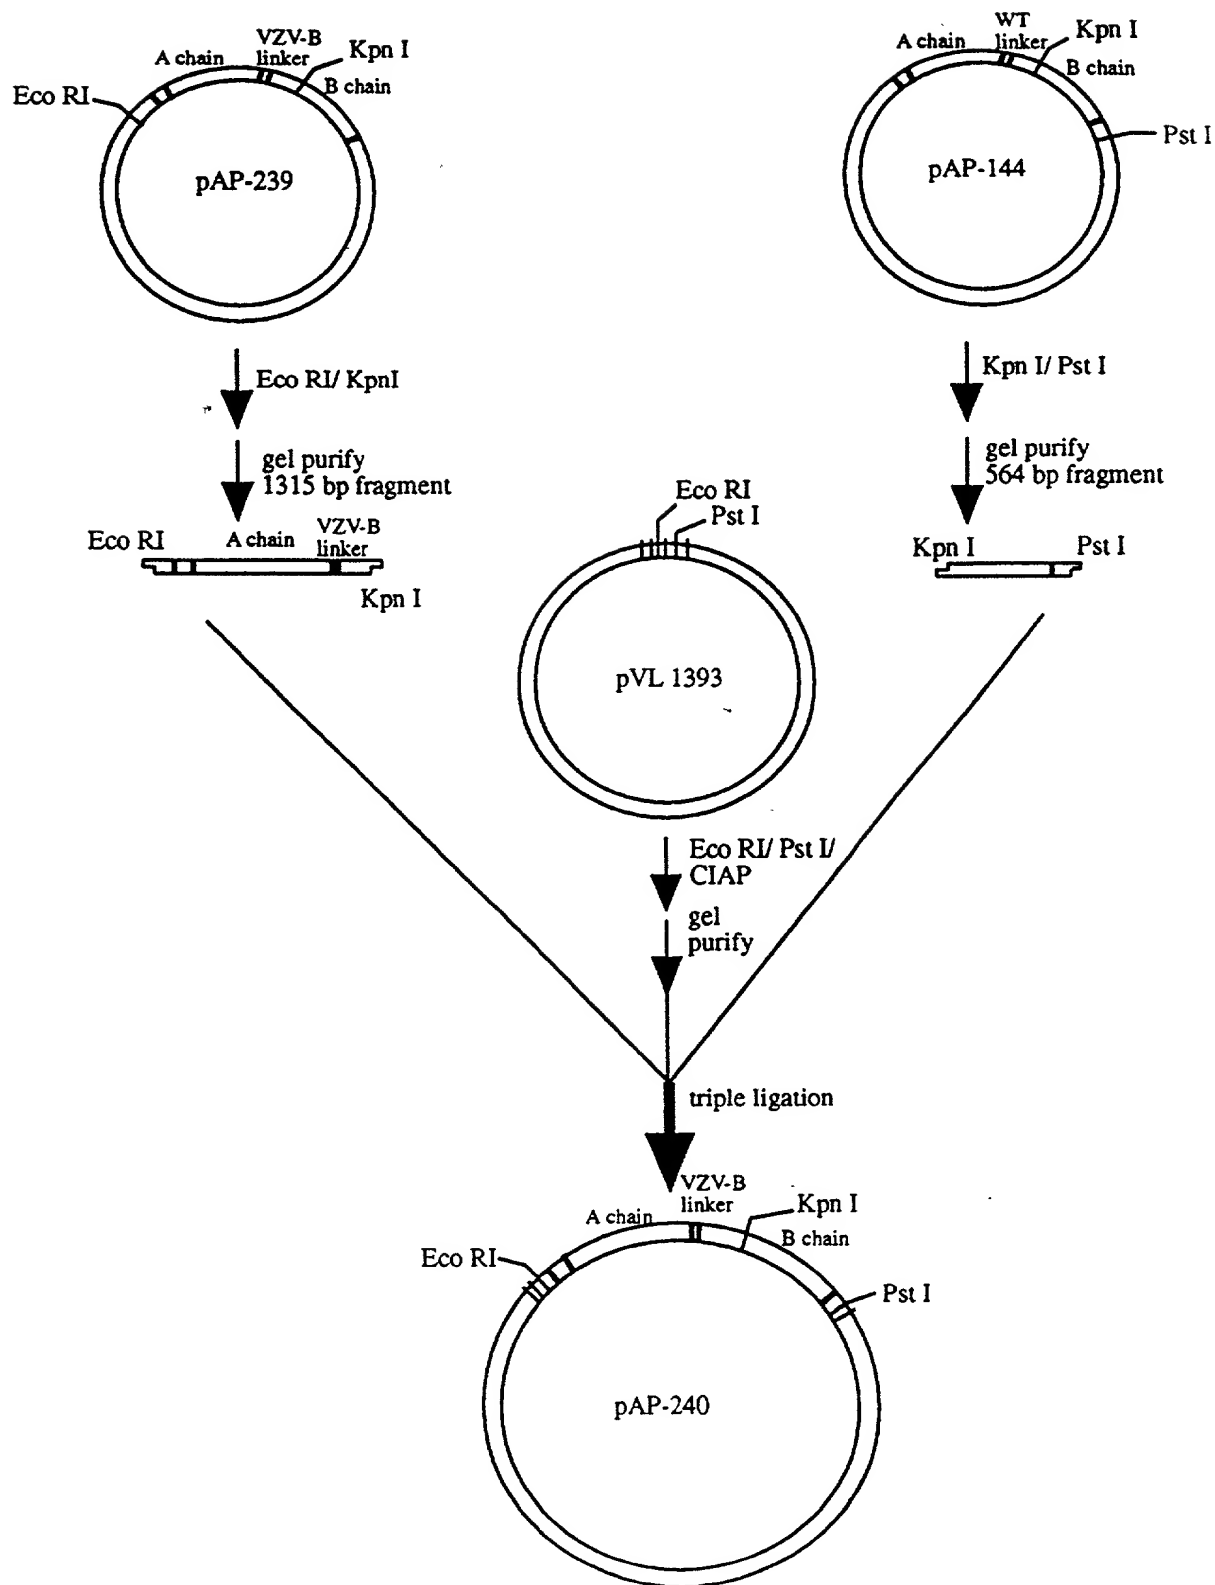 VZV-B
linker
A chain
Kpn I
B chain
Eco RI
pAP-239
WT
linker
A chain
Kpn I
B chain
Pst I
pAP-144
Eco RI/ KpnI
gel purify
1315 bp fragment
Kpn I/ Pst I
gel purify
564 bp fragment
Eco RI
A chain
VZV-B
linker
Kpn I
Eco RI
Pst I
pVL 1393
Kpn I
Pst I
Eco RI/ Pst I/
CIAP
gel
purify
triple ligation
VZV-B
linker
A chain
Kpn I
B chain
Eco RI
Pst I
pAP-240